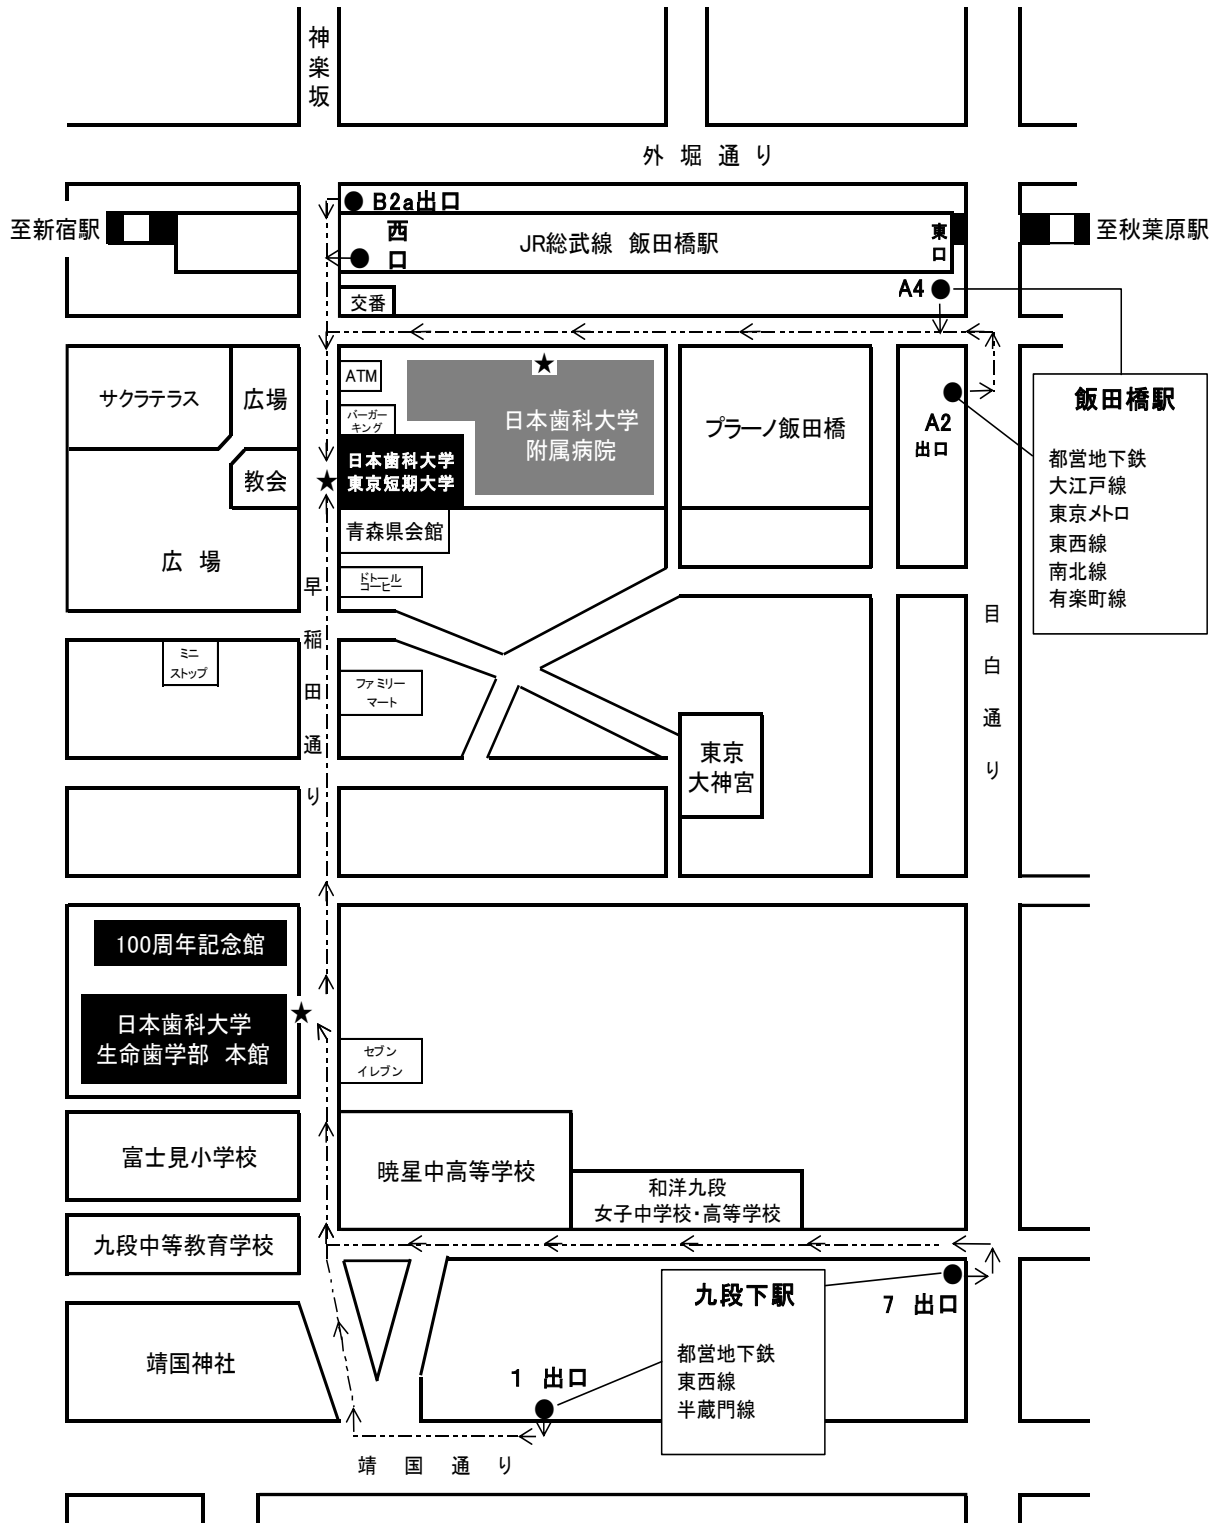 神楽坂
外堀通り
B2a出口
西口
至新宿駅
JR総武線 飯田橋駅
東口
至秋葉原駅
A4
交番
ATM
サクラテラス
広場
バーガー
キング
日本歯科大学
附属病院
プラーノ飯田橋
A2
出口
飯田橋駅
都営地下鉄
大江戸線
東京メトロ
東西線
南北線
有楽町線
日本歯科大学
東京短期大学
教会
青森県会館
広場
ドトール
コーヒー
早稲田通り
目白通り
ミニ
ストップ
ファミリー
マート
東京
大神宮
100周年記念館
日本歯科大学
生命歯学部 本館
セブン
イレブン
富士見小学校
暁星中高等学校
和洋九段
女子中学校・高等学校
九段中等教育学校
九段下駅
都営地下鉄
東西線
半蔵門線
7 出口
靖国神社
1 出口
靖国通り